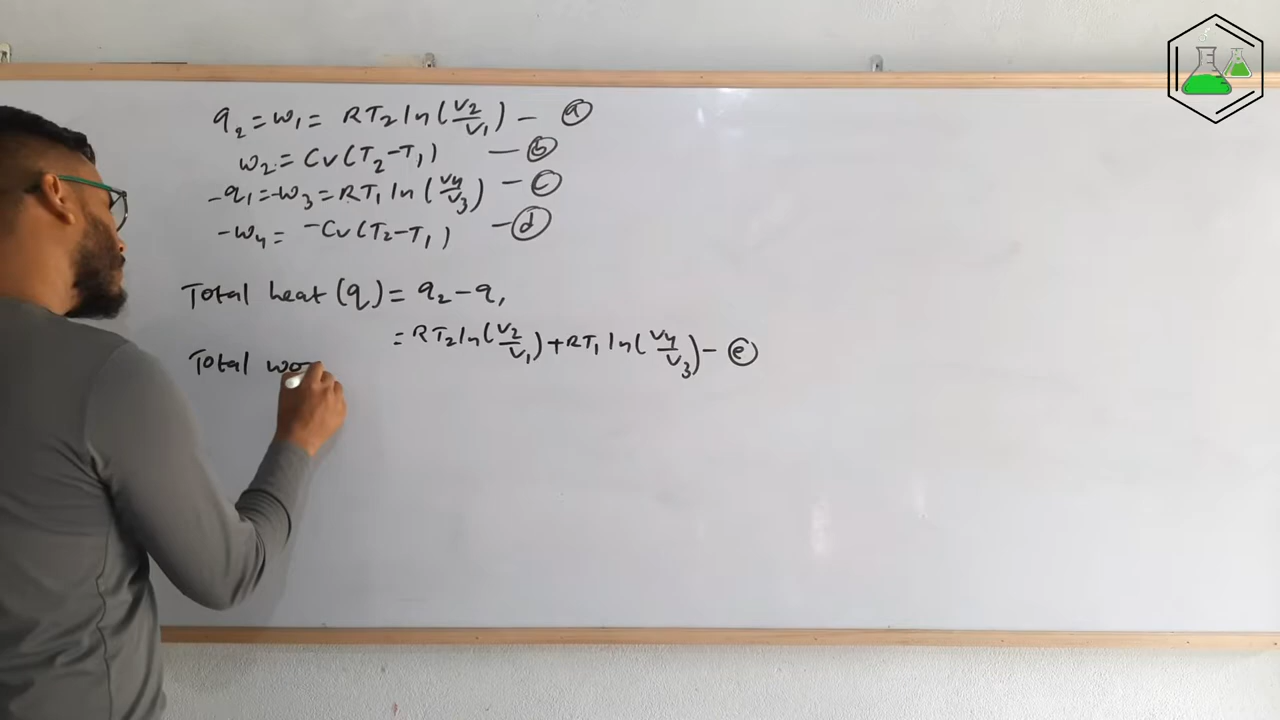 q₂ = w₁ = RT₂ ln(V₂/V₁) – ⓐ
w₂ = Cv(T₂-T₁) — ⓑ
-q₁ = -w₃ = RT₁ ln(V₄/V₃) – ⓒ
-w₄ = -Cv(T₂-T₁) – ⓓ
Total heat (q) = q₂ - q₁
= RT₂ ln(V₂/V₁) + RT₁ ln(V₄/V₃) – ⓔ
Total wo